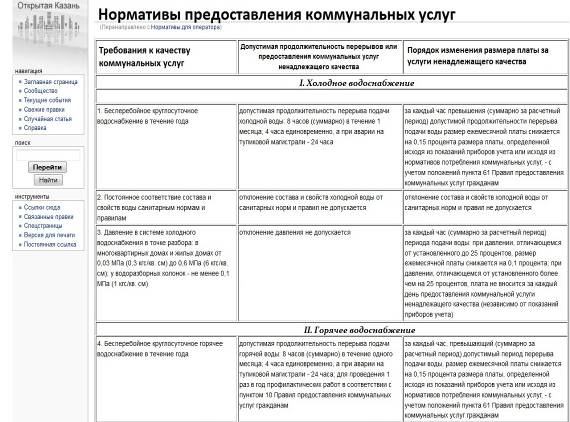 Открытая Казань
навигация
Заглавная страница
Сообщество
Текущие события
Свежие правки
Случайная статья
Справка
поиск
Перейти
Найти
инструменты
Ссылки сюда
Связанные правки
Спецстраницы
Версия для печати
Постоянная ссылка
Нормативы предоставления коммунальных услуг
(Перенаправлено с Нормативы для оператора)
Требования к качеству
коммунальных услуг
Допустимая продолжительность перерывов или
предоставления коммунальных услуг
ненадлежащего качества
Порядок изменения размера платы за
услуги ненадлежащего качества
I. Холодное водоснабжение
1. Бесперебойное круглосуточное
водоснабжение в течение года
допустимая продолжительность перерыва подачи
холодной воды: 8 часов (суммарно) в течение 1
месяца; 4 часа единовременно, а при аварии на
тупиковой магистрали - 24 часа
за каждый час превышения (суммарно за расчетный
период) допустимой продолжительности перерыва
подачи воды размер ежемесячной платы снижается
на 0,15 процента размера платы, определенной
исходя из показаний приборов учета или исходя из
нормативов потребления коммунальных услуг, - с
учетом положений пункта 61 Правил предоставления
коммунальных услуг гражданам
2. Постоянное соответствие состава и
свойств воды санитарным нормам и
правилам
отклонение состава и свойств холодной воды от
санитарных норм и правил не допускается
отклонение состава и свойств холодной воды от
санитарных норм и правил не допускается
3. Давление в системе холодного
водоснабжения в точке разбора: в
многоквартирных домах и жилых домах от
0,03 МПа (0,3 кгс/кв. см) до 0,6 МПа (6 кгс/кв.
см); у водоразборных колонок - не менее 0,1
МПа (1 кгс/кв. см)
отклонение давления не допускается
за каждый час (суммарно за расчетный период)
периода подачи воды: при давлении, отличающемся
от установленного до 25 процентов, размер
ежемесячной платы снижается на 0,1 процента; при
давлении, отличающемся от установленного более
чем на 25 процентов, плата не вносится за каждый
день предоставления коммунальной услуги
ненадлежащего качества (независимо от показаний
приборов учета)
II. Горячее водоснабжение
4. Бесперебойное круглосуточное горячее
водоснабжение в течение года
допустимая продолжительность перерыва подачи
горячей воды: 8 часов (суммарно) в течение одного
месяца; 4 часа единовременно, а при аварии на
тупиковой магистрали - 24 часа; для проведения 1
раз в год профилактических работ в соответствии с
пунктом 10 Правил предоставления коммунальных
услуг гражданам
за каждый час, превышающий (суммарно за
расчетный период) допустимый период перерыва
подачи воды, размер ежемесячной платы снижается
на 0,15 процента размера платы, определенной
исходя из показаний приборов учета или исходя из
нормативов потребления коммунальных услуг, - с
учетом положений пункта 61 Правил предоставления
коммунальных услуг гражданам